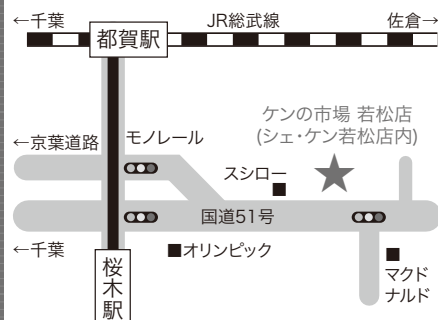 ←千葉
JR総武線
佐倉→
都賀駅
ケンの市場 若松店
(シェ・ケン若松店内)
←京葉道路
モノレール
スシロー
国道51号
←千葉
オリンピック
桜木駅
マクド
ナルド